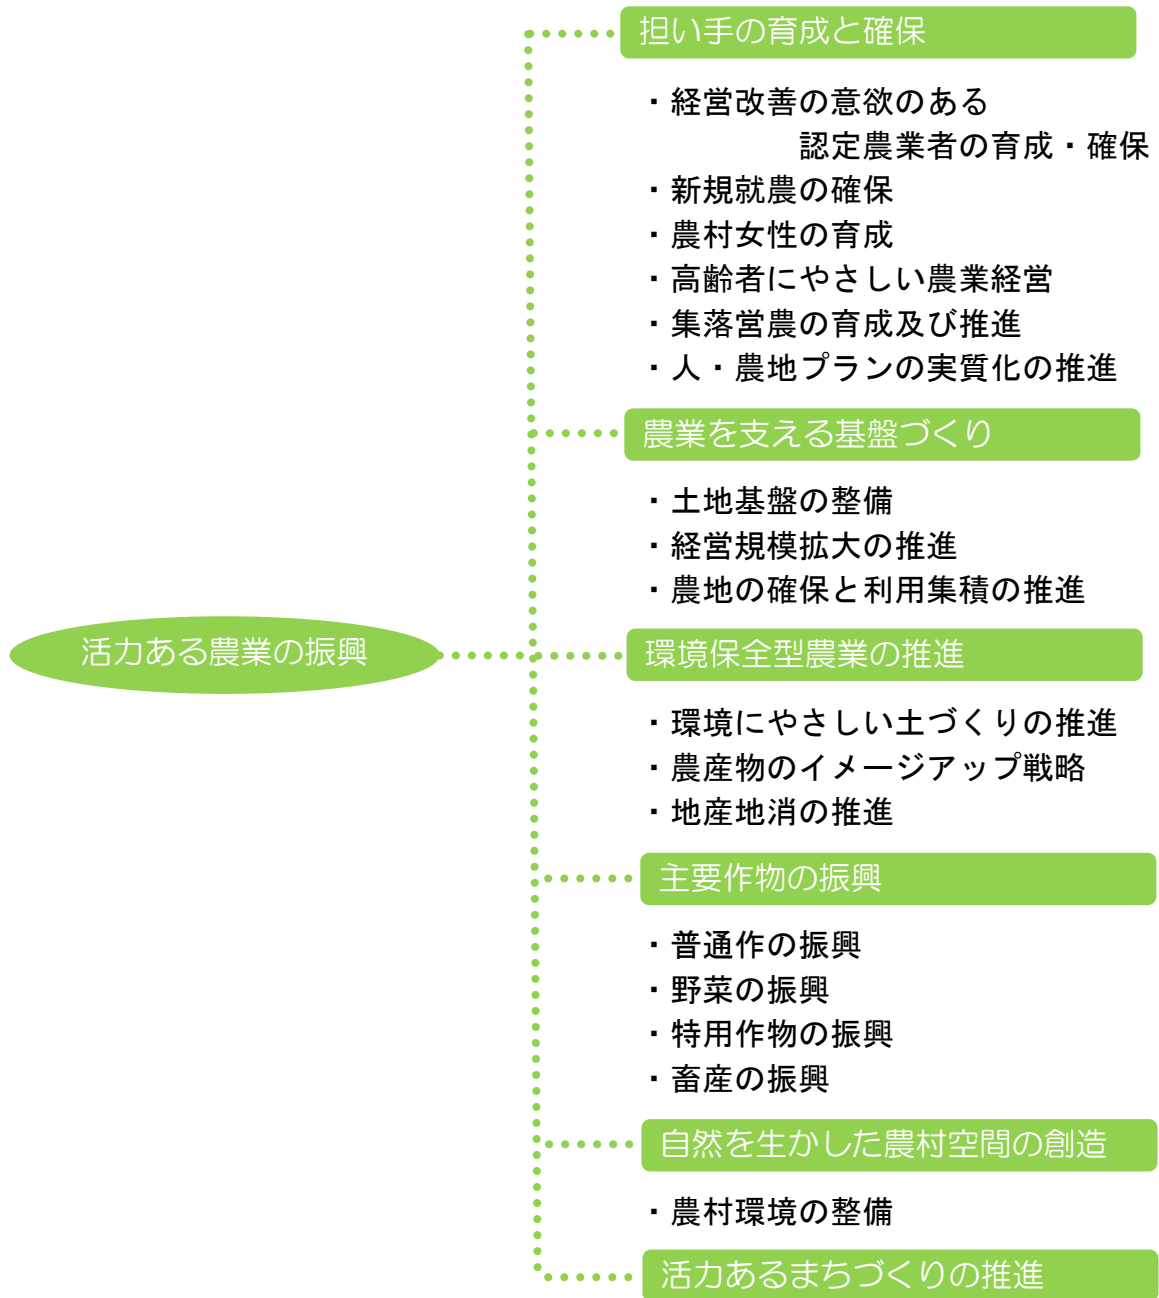 担い手の育成と確保
・経営改善の意欲のある
認定農業者の育成・確保
・新規就農の確保
・農村女性の育成
・高齢者にやさしい農業経営
・集落営農の育成及び推進
・人・農地プランの実質化の推進
農業を支える基盤づくり
・土地基盤の整備
・経営規模拡大の推進
・農地の確保と利用集積の推進
活力ある農業の振興
環境保全型農業の推進
・環境にやさしい土づくりの推進
・農産物のイメージアップ戦略
・地産地消の推進
主要作物の振興
・普通作の振興
・野菜の振興
・特用作物の振興
・畜産の振興
自然を生かした農村空間の創造
・農村環境の整備
活力あるまちづくりの推進